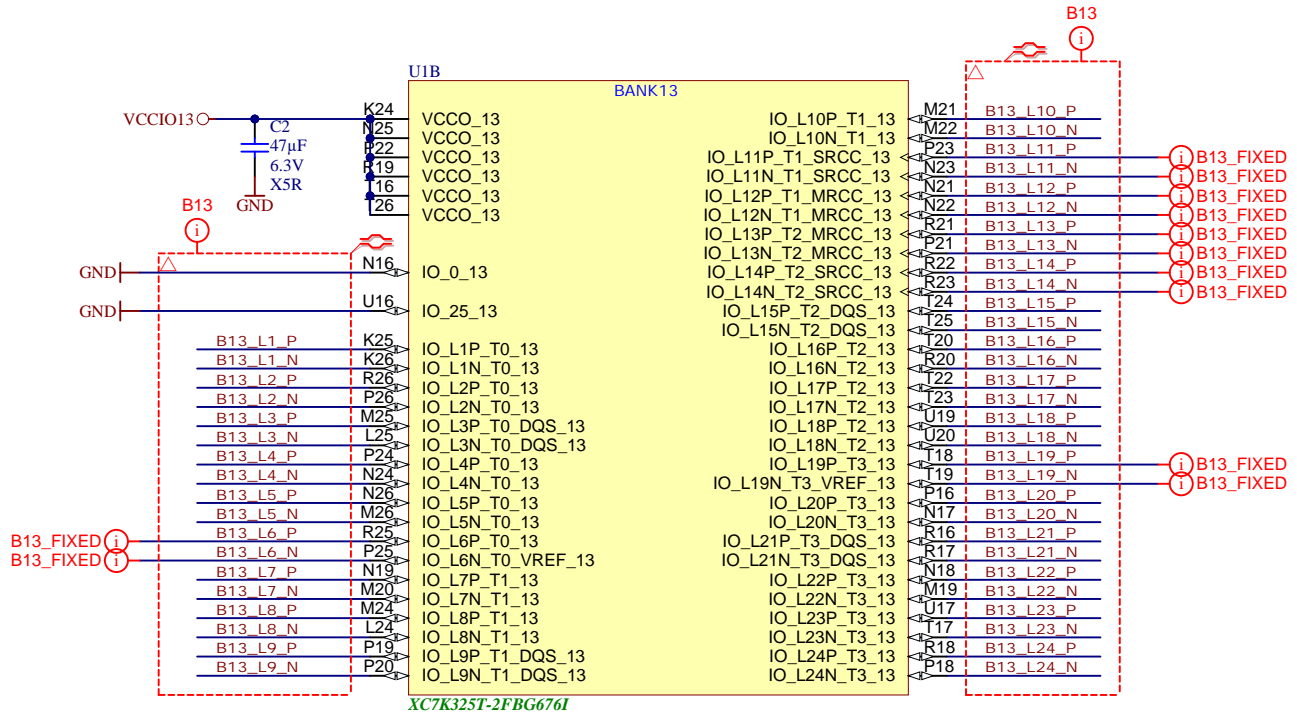 B13
U1B
BANK13
VCCIO13
C2
47µF
6.3V
X5R
GND
K24 VCCO_13
N25 VCCO_13
P22 VCCO_13
R19 VCCO_13
T16 VCCO_13
T26 VCCO_13
B13
GND N16 IO_0_13
GND U16 IO_25_13
B13_L1_P K25 IO_L1P_T0_13
B13_L1_N K26 IO_L1N_T0_13
B13_L2_P R26 IO_L2P_T0_13
B13_L2_N P26 IO_L2N_T0_13
B13_L3_P M25 IO_L3P_T0_DQS_13
B13_L3_N L25 IO_L3N_T0_DQS_13
B13_L4_P P24 IO_L4P_T0_13
B13_L4_N N24 IO_L4N_T0_13
B13_L5_P N26 IO_L5P_T0_13
B13_L5_N M26 IO_L5N_T0_13
B13_FIXED B13_L6_P R25 IO_L6P_T0_13
B13_FIXED B13_L6_N P25 IO_L6N_T0_VREF_13
B13_L7_P N19 IO_L7P_T1_13
B13_L7_N M20 IO_L7N_T1_13
B13_L8_P M24 IO_L8P_T1_13
B13_L8_N L24 IO_L8N_T1_13
B13_L9_P P19 IO_L9P_T1_DQS_13
B13_L9_N P20 IO_L9N_T1_DQS_13
IO_L10P_T1_13 M21 B13_L10_P
IO_L10N_T1_13 M22 B13_L10_N
IO_L11P_T1_SRCC_13 P23 B13_L11_P B13_FIXED
IO_L11N_T1_SRCC_13 N23 B13_L11_N B13_FIXED
IO_L12P_T1_MRCC_13 N21 B13_L12_P B13_FIXED
IO_L12N_T1_MRCC_13 N22 B13_L12_N B13_FIXED
IO_L13P_T2_MRCC_13 R21 B13_L13_P B13_FIXED
IO_L13N_T2_MRCC_13 P21 B13_L13_N B13_FIXED
IO_L14P_T2_SRCC_13 R22 B13_L14_P B13_FIXED
IO_L14N_T2_SRCC_13 R23 B13_L14_N B13_FIXED
IO_L15P_T2_DQS_13 T24 B13_L15_P
IO_L15N_T2_DQS_13 T25 B13_L15_N
IO_L16P_T2_13 T20 B13_L16_P
IO_L16N_T2_13 R20 B13_L16_N
IO_L17P_T2_13 T22 B13_L17_P
IO_L17N_T2_13 T23 B13_L17_N
IO_L18P_T2_13 U19 B13_L18_P
IO_L18N_T2_13 U20 B13_L18_N
IO_L19P_T3_13 T18 B13_L19_P B13_FIXED
IO_L19N_T3_VREF_13 T19 B13_L19_N B13_FIXED
IO_L20P_T3_13 P16 B13_L20_P
IO_L20N_T3_13 N17 B13_L20_N
IO_L21P_T3_DQS_13 R16 B13_L21_P
IO_L21N_T3_DQS_13 R17 B13_L21_N
IO_L22P_T3_13 N18 B13_L22_P
IO_L22N_T3_13 M19 B13_L22_N
IO_L23P_T3_13 U17 B13_L23_P
IO_L23N_T3_13 T17 B13_L23_N
IO_L24P_T3_13 R18 B13_L24_P
IO_L24N_T3_13 P18 B13_L24_N
XC7K325T-2FBG676I